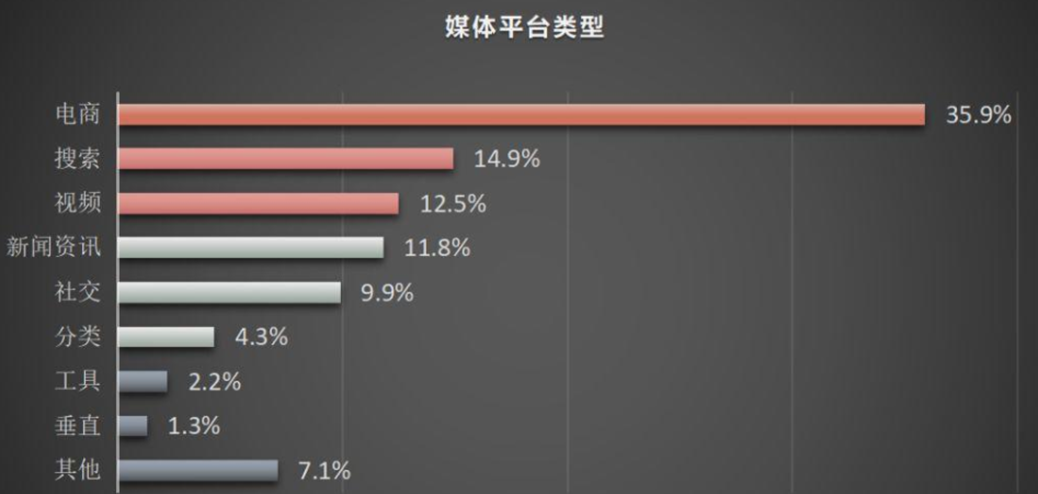 媒体平台类型
电商 35.9%
搜索 14.9%
视频 12.5%
新闻资讯 11.8%
社交 9.9%
分类 4.3%
工具 2.2%
垂直 1.3%
其他 7.1%